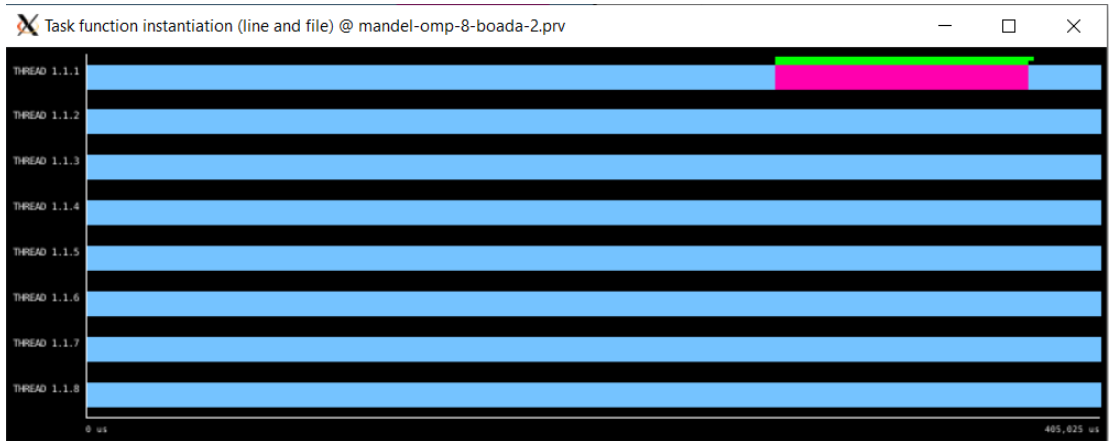 Task function instantiation (line and file) @ mandel-omp-8-boada-2.prv
THREAD 1.1.1
THREAD 1.1.2
THREAD 1.1.3
THREAD 1.1.4
THREAD 1.1.5
THREAD 1.1.6
THREAD 1.1.7
THREAD 1.1.8
0 us 405,025 us